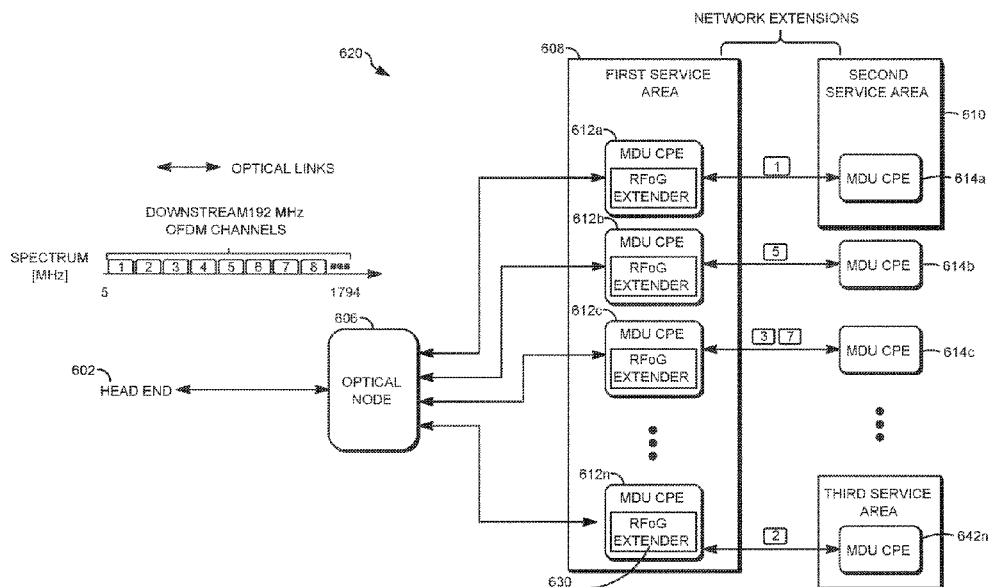 NETWORK EXTENSIONS
620
608
FIRST SERVICE
AREA
SECOND
SERVICE AREA
610
612a
MDU CPE
RFoG
EXTENDER
1
MDU CPE
614a
OPTICAL LINKS
DOWNSTREAM192 MHz
OFDM CHANNELS
SPECTRUM
[MHz]
1 2 3 4 5 6 7 8
5
1794
612b
MDU CPE
RFoG
EXTENDER
5
MDU CPE
614b
606
612c
MDU CPE
RFoG
EXTENDER
3 7
MDU CPE
614c
602
HEAD END
OPTICAL
NODE
612n
MDU CPE
RFoG
EXTENDER
630
2
THIRD SERVICE
AREA
MDU CPE
642n